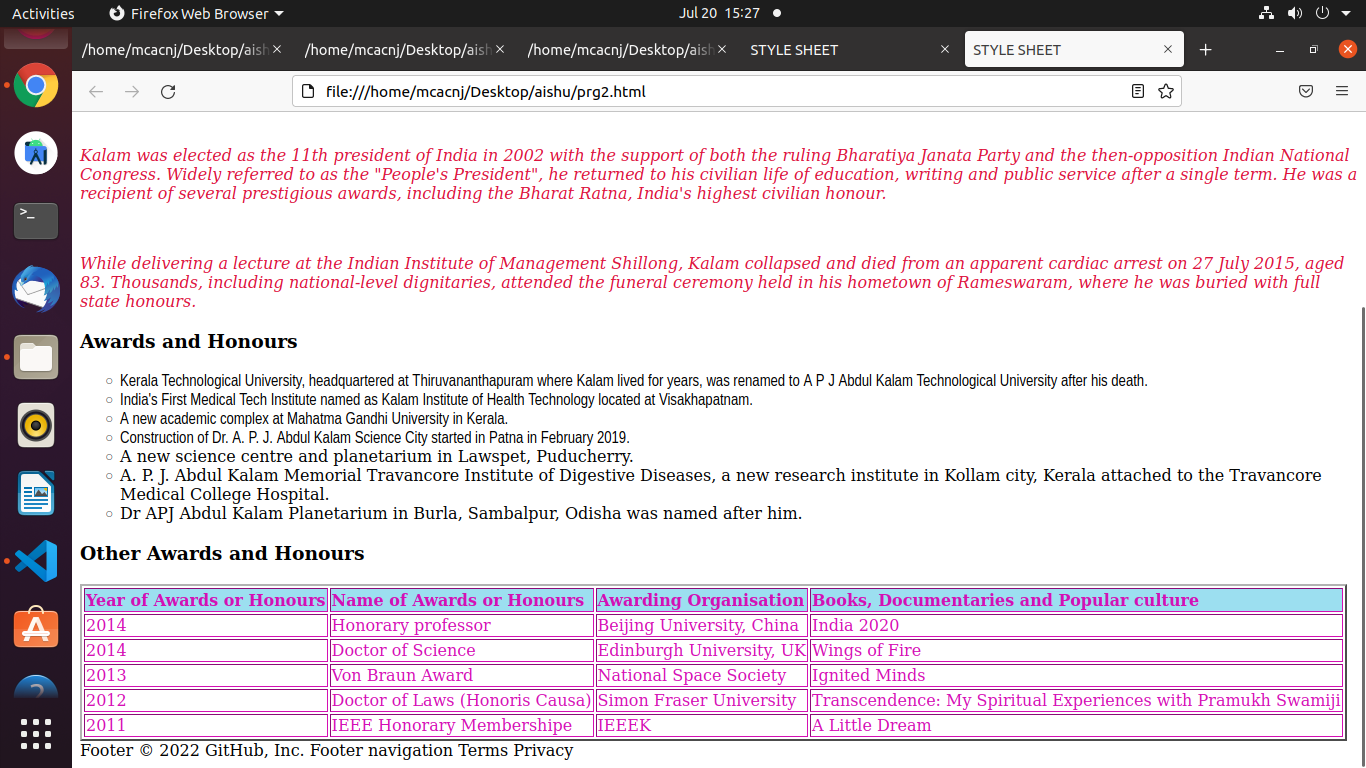 Activities Firefox Web Browser Jul 20 15:27
/home/mcacnj/Desktop/aish /home/mcacnj/Desktop/aish /home/mcacnj/Desktop/aish STYLE SHEET STYLE SHEET
file:///home/mcacnj/Desktop/aishu/prg2.html
Kalam was elected as the 11th president of India in 2002 with the support of both the ruling Bharatiya Janata Party and the then-opposition Indian National
Congress. Widely referred to as the "People's President", he returned to his civilian life of education, writing and public service after a single term. He was a
recipient of several prestigious awards, including the Bharat Ratna, India's highest civilian honour.
While delivering a lecture at the Indian Institute of Management Shillong, Kalam collapsed and died from an apparent cardiac arrest on 27 July 2015, aged
83. Thousands, including national-level dignitaries, attended the funeral ceremony held in his hometown of Rameswaram, where he was buried with full
state honours.
Awards and Honours
Kerala Technological University, headquartered at Thiruvananthapuram where Kalam lived for years, was renamed to A P J Abdul Kalam Technological University after his death.
India's First Medical Tech Institute named as Kalam Institute of Health Technology located at Visakhapatnam.
A new academic complex at Mahatma Gandhi University in Kerala.
Construction of Dr. A. P. J. Abdul Kalam Science City started in Patna in February 2019.
A new science centre and planetarium in Lawspet, Puducherry.
A. P. J. Abdul Kalam Memorial Travancore Institute of Digestive Diseases, a new research institute in Kollam city, Kerala attached to the Travancore
Medical College Hospital.
Dr APJ Abdul Kalam Planetarium in Burla, Sambalpur, Odisha was named after him.
Other Awards and Honours
Year of Awards or Honours Name of Awards or Honours Awarding Organisation Books, Documentaries and Popular culture
2014 Honorary professor Beijing University, China India 2020
2014 Doctor of Science Edinburgh University, UK Wings of Fire
2013 Von Braun Award National Space Society Ignited Minds
2012 Doctor of Laws (Honoris Causa) Simon Fraser University Transcendence: My Spiritual Experiences with Pramukh Swamiji
2011 IEEE Honorary Membershipe IEEEK A Little Dream
Footer © 2022 GitHub, Inc. Footer navigation Terms Privacy